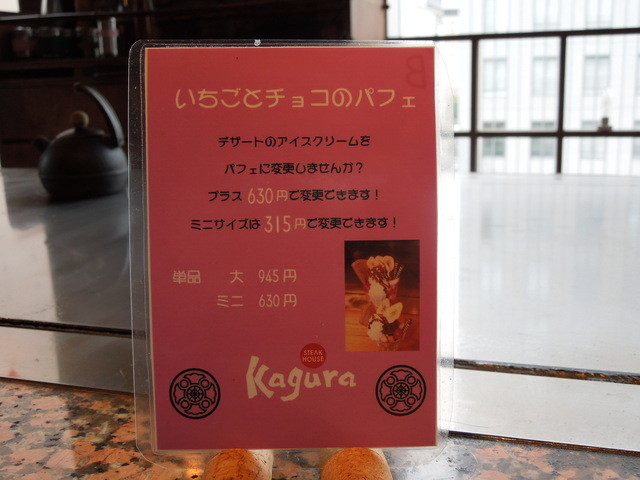 いちごとチョコのパフェ
デザートのアイスクリームを
パフェに変更しませんか?
プラス630円で変更できます!
ミニサイズは315円で変更できます!
単品 大 945円
ミニ 630円
STEAK
HOUSE
Kagura